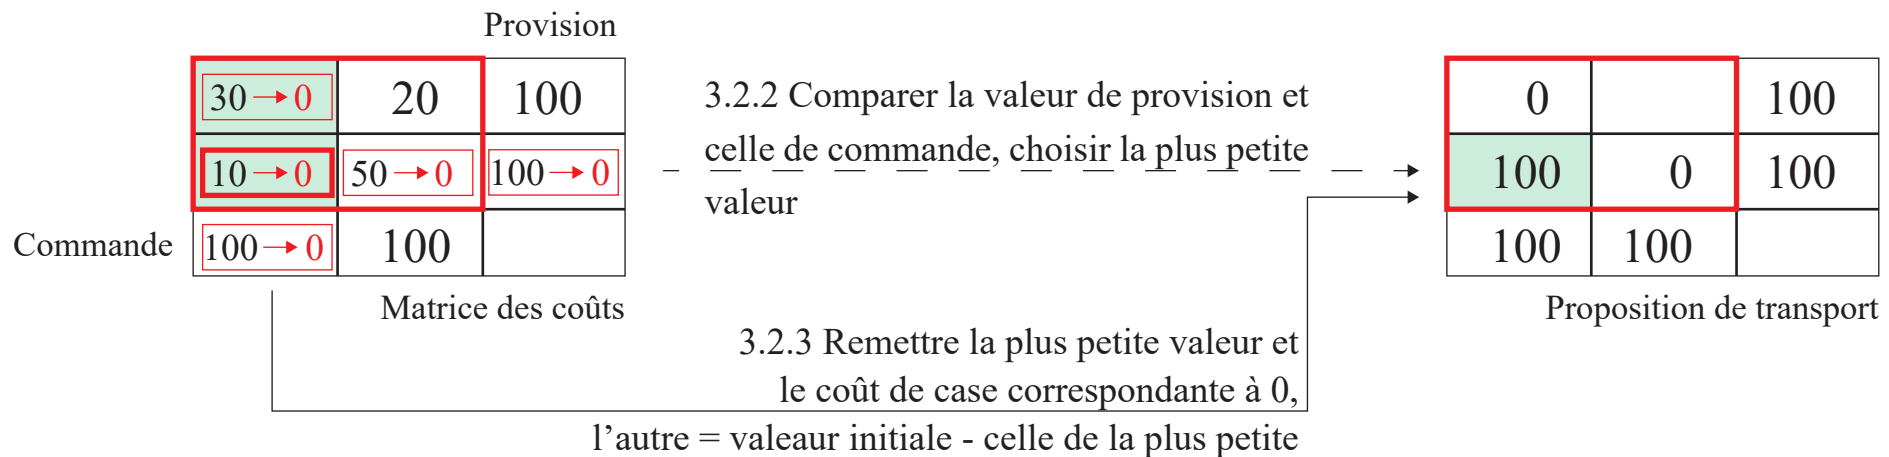 Provision
30 → 0 20 100
10 → 0 50 → 0 100 → 0
Commande 100 → 0 100
Matrice des coûts
3.2.2 Comparer la valeur de provision et
celle de commande, choisir la plus petite
valeur
3.2.3 Remettre la plus petite valeur et
le coût de case correspondante à 0,
l’autre = valeaur initiale - celle de la plus petite
0 100
100 0 100
100 100
Proposition de transport